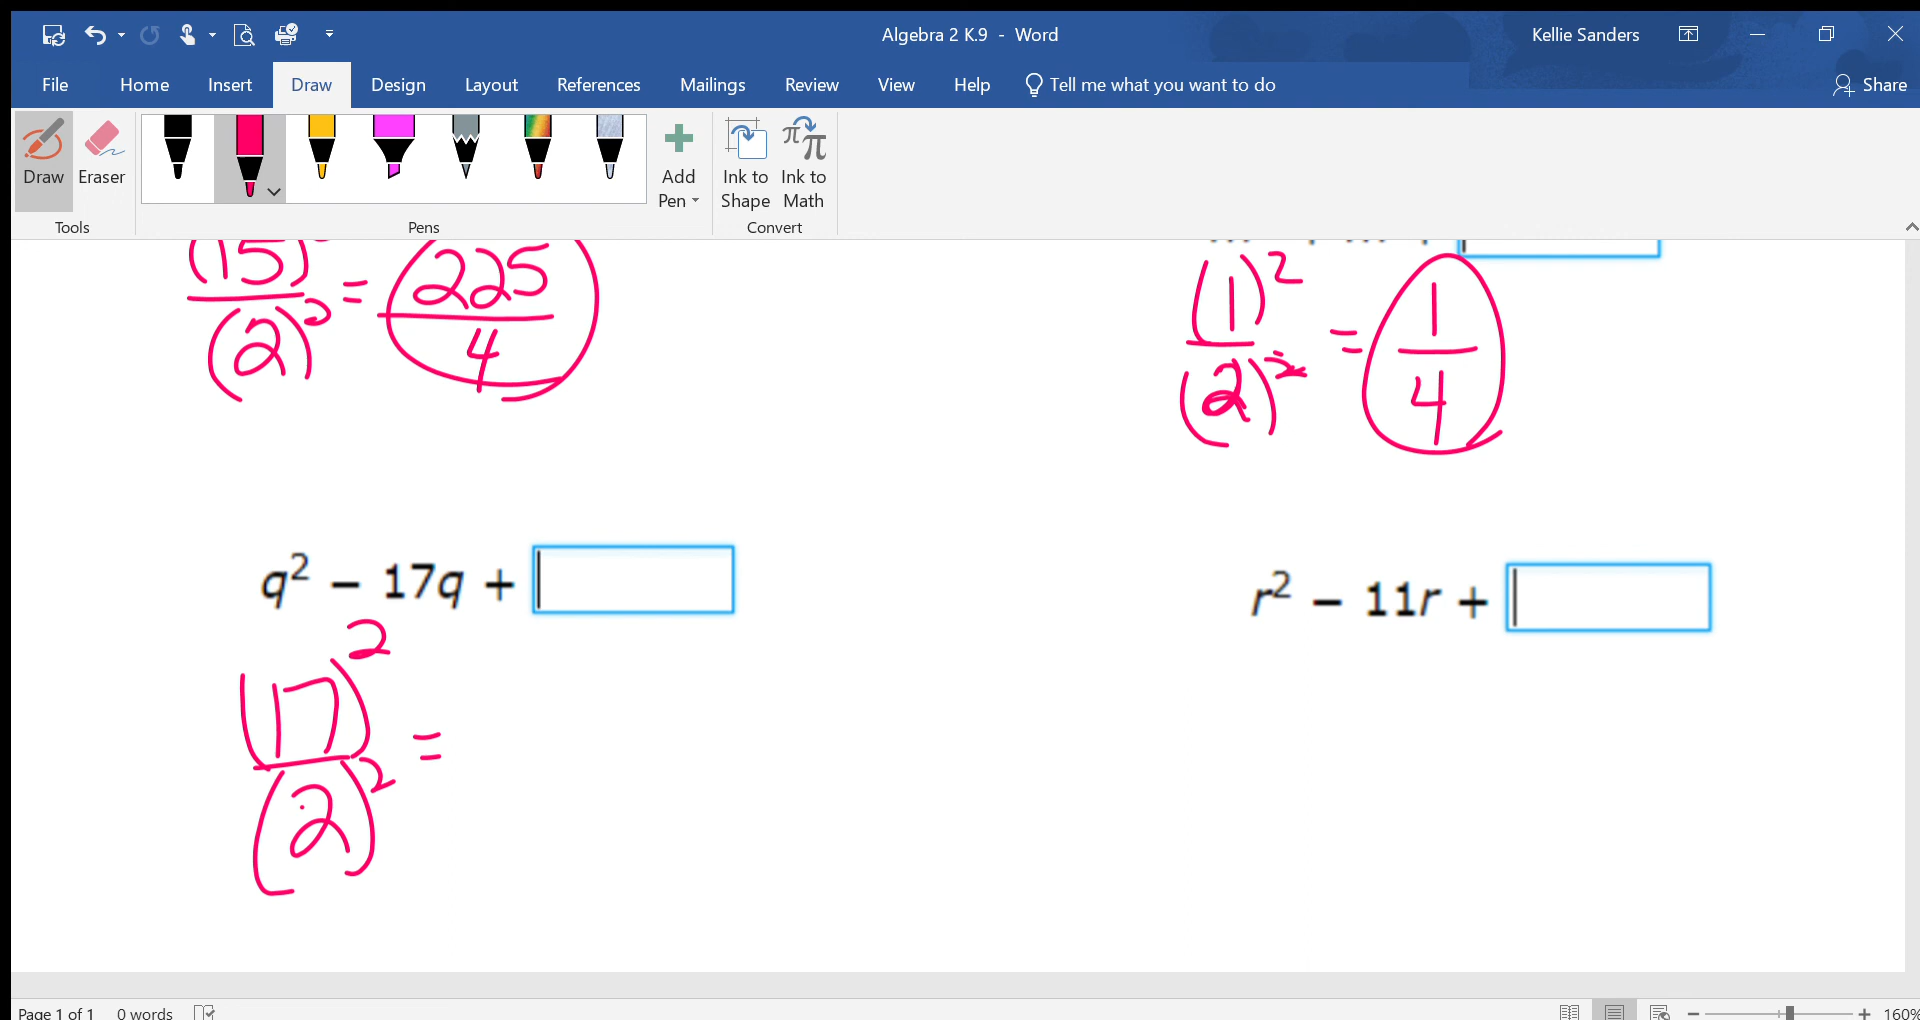 Algebra 2 K.9 - Word
Kellie Sanders
File Home Insert Draw Design Layout References Mailings Review View Help Tell me what you want to do Share
Draw Eraser Add Pen Ink to Shape Ink to Math
Tools Pens Convert
(15)
(2)² = 225
4
(1)²
(2)² = 1
4
q² − 17q +
r² − 11r +
(17)²
(2)² =
Page 1 of 1 0 words 160%